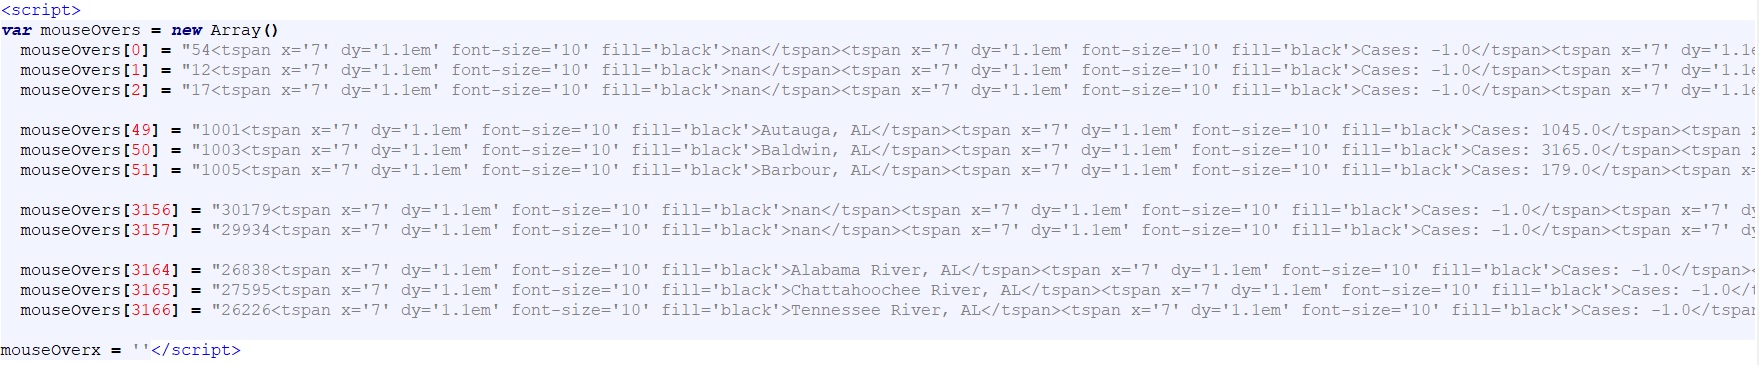 <script>
var mouseOvers = new Array()
mouseOvers[0] = "54<tspan x='7' dy='1.1em' font-size='10' fill='black'>nan</tspan><tspan x='7' dy='1.1em' font-size='10' fill='black'>Cases: -1.0</tspan><tspan x='7' dy='1.1e
mouseOvers[1] = "12<tspan x='7' dy='1.1em' font-size='10' fill='black'>nan</tspan><tspan x='7' dy='1.1em' font-size='10' fill='black'>Cases: -1.0</tspan><tspan x='7' dy='1.1e
mouseOvers[2] = "17<tspan x='7' dy='1.1em' font-size='10' fill='black'>nan</tspan><tspan x='7' dy='1.1em' font-size='10' fill='black'>Cases: -1.0</tspan><tspan x='7' dy='1.1e
mouseOvers[49] = "1001<tspan x='7' dy='1.1em' font-size='10' fill='black'>Autauga, AL</tspan><tspan x='7' dy='1.1em' font-size='10' fill='black'>Cases: 1045.0</tspan><tspan
mouseOvers[50] = "1003<tspan x='7' dy='1.1em' font-size='10' fill='black'>Baldwin, AL</tspan><tspan x='7' dy='1.1em' font-size='10' fill='black'>Cases: 3165.0</tspan><tspan
mouseOvers[51] = "1005<tspan x='7' dy='1.1em' font-size='10' fill='black'>Barbour, AL</tspan><tspan x='7' dy='1.1em' font-size='10' fill='black'>Cases: 179.0</tspan><tspan x=
mouseOvers[3156] = "30179<tspan x='7' dy='1.1em' font-size='10' fill='black'>nan</tspan><tspan x='7' dy='1.1em' font-size='10' fill='black'>Cases: -1.0</tspan><tspan x='7' dy
mouseOvers[3157] = "29934<tspan x='7' dy='1.1em' font-size='10' fill='black'>nan</tspan><tspan x='7' dy='1.1em' font-size='10' fill='black'>Cases: -1.0</tspan><tspan x='7' dy
mouseOvers[3164] = "26838<tspan x='7' dy='1.1em' font-size='10' fill='black'>Alabama River, AL</tspan><tspan x='7' dy='1.1em' font-size='10' fill='black'>Cases: -1.0</tspan><
mouseOvers[3165] = "27595<tspan x='7' dy='1.1em' font-size='10' fill='black'>Chattahoochee River, AL</tspan><tspan x='7' dy='1.1em' font-size='10' fill='black'>Cases: -1.0</t
mouseOvers[3166] = "26226<tspan x='7' dy='1.1em' font-size='10' fill='black'>Tennessee River, AL</tspan><tspan x='7' dy='1.1em' font-size='10' fill='black'>Cases: -1.0</tspan
mouseOverx = ''</script>